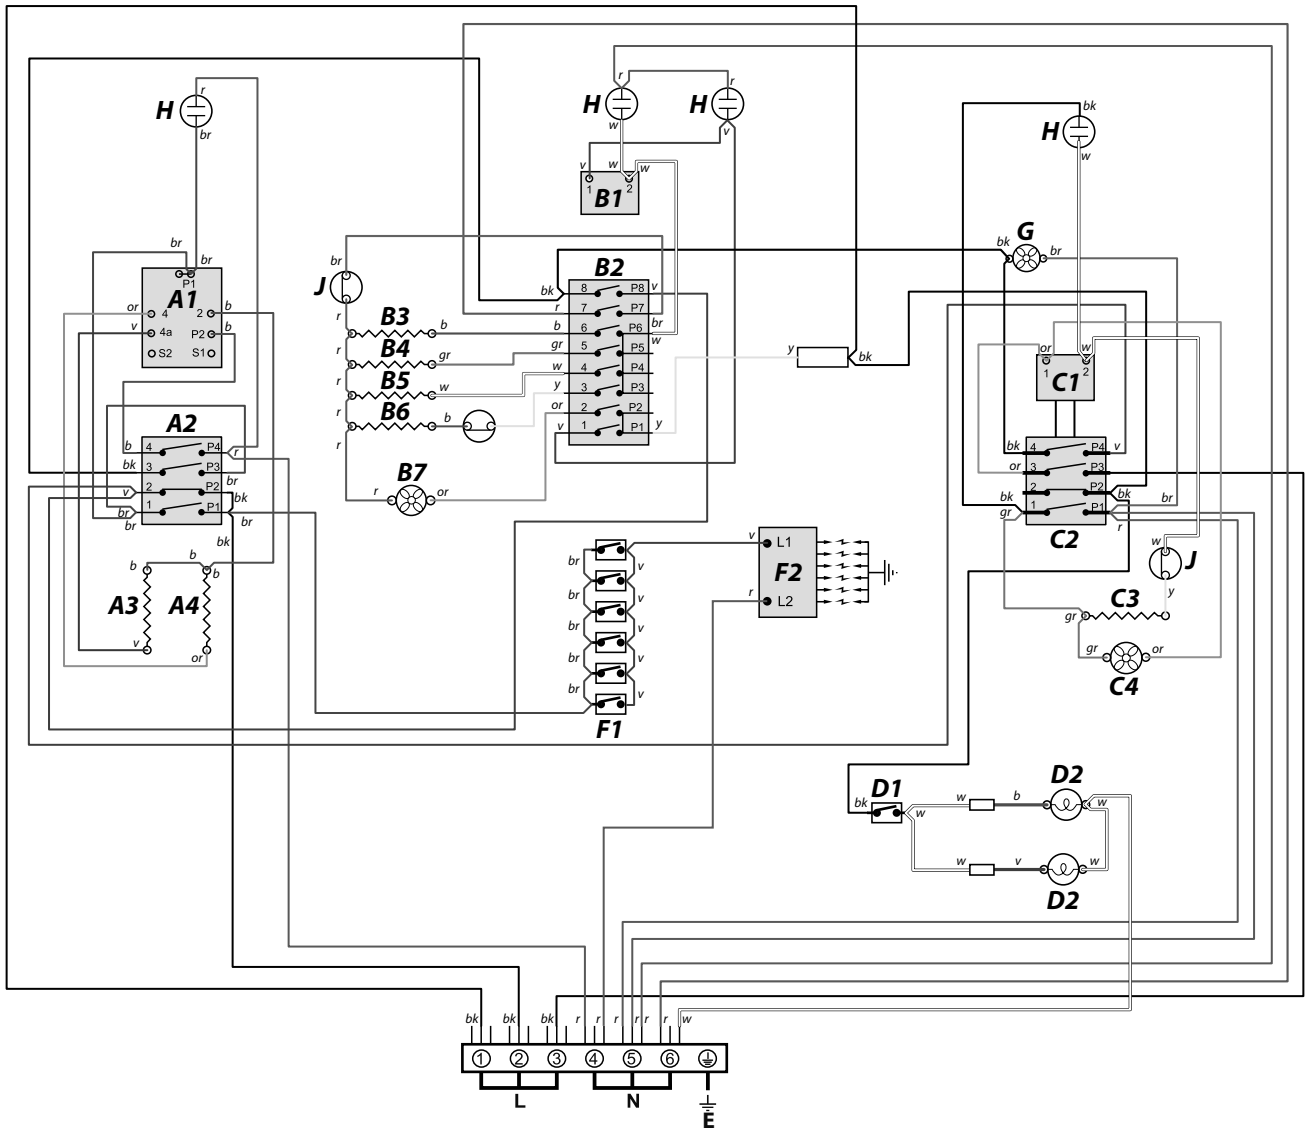 r
r
r
H
H
H
bk
br
w
v
H
v
w
w
w
1
2
B1
G
br
br
bk
br
P1
A1
br
B2
J
bk
8
P8
v
or
4
2
b
r
7
P7
v
4a
P2
b
r
B3
b
b
6
P6
br
w
S2
S1
r
B4
gr
gr
5
P5
y
bk
or
w
1
2
C1
r
B5
w
w
4
P4
y
3
P3
A2
r
B6
b
or
2
P2
v
1
P1
y
b
4
P4
r
r
bk
4
P4
v
bk
3
P3
br
or
3
P3
v
2
P2
bk
B7
r
or
bk
2
P2
bk
br
br
1
P1
br
br
gr
1
P1
r
C2
bk
v
L1
w
J
b
b
b
br
v
F2
y
A3
A4
br
v
r
L2
C3
gr
br
v
v
or
br
v
gr
or
C4
br
v
F1
D2
D1
bk
w
b
w
w
w
v
w
D2
bk
bk
bk
r
r
r
r
r
r
w
1
2
3
4
5
6
L
N
E